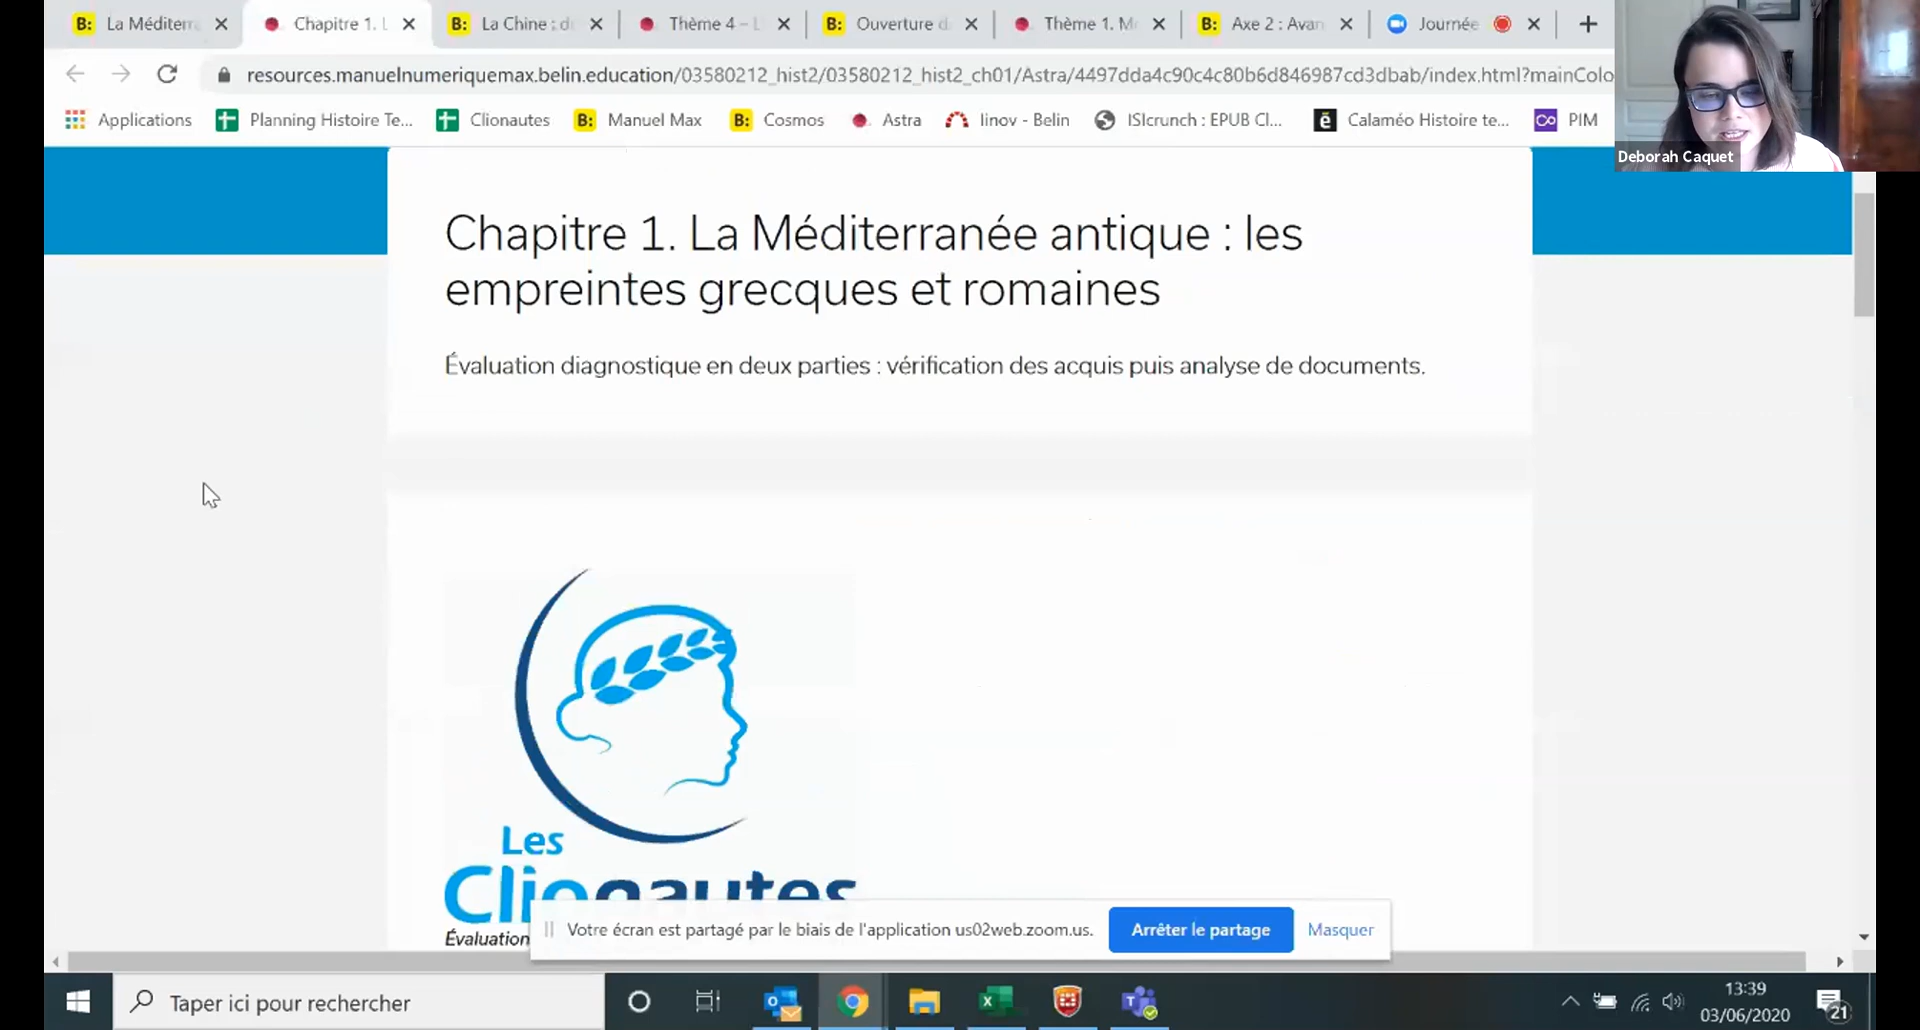 La Méditerra
Chapitre 1. L
La Chine : d
Thème 4 – L
Ouverture d
Thème 1. M
Axe 2 : Avan
Journée
resources.manuelnumeriquemax.belin.education/03580212_hist2/03580212_hist2_ch01/Astra/4497dda4c90c4c80b6d846987cd3dbab/index.html?mainColo
Applications
Planning Histoire Te...
Clionautes
Manuel Max
Cosmos
Astra
Iinov - Belin
ISIcrunch : EPUB Cl...
Calaméo Histoire te...
PIM
Deborah Caquet
Chapitre 1. La Méditerranée antique : les
empreintes grecques et romaines
Évaluation diagnostique en deux parties : vérification des acquis puis analyse de documents.
Les
Clionautes
Évaluation
Votre écran est partagé par le biais de l'application us02web.zoom.us.
Arrêter le partage
Masquer
Taper ici pour rechercher
13:39
03/06/2020
21